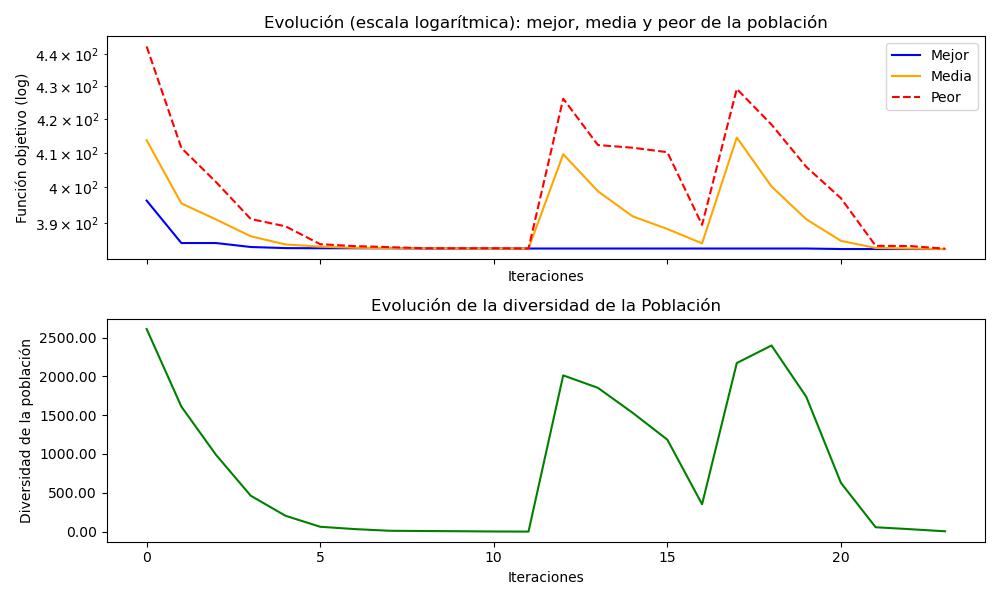 Evolución (escala logarítmica): mejor, media y peor de la población
Función objetivo (log)
4.4 × 10²
4.3 × 10²
4.2 × 10²
4.1 × 10²
4 × 10²
3.9 × 10²
Mejor
Media
Peor
Iteraciones
Evolución de la diversidad de la Población
Diversidad de la población
2500.00
2000.00
1500.00
1000.00
500.00
0.00
0 5 10 15 20
Iteraciones